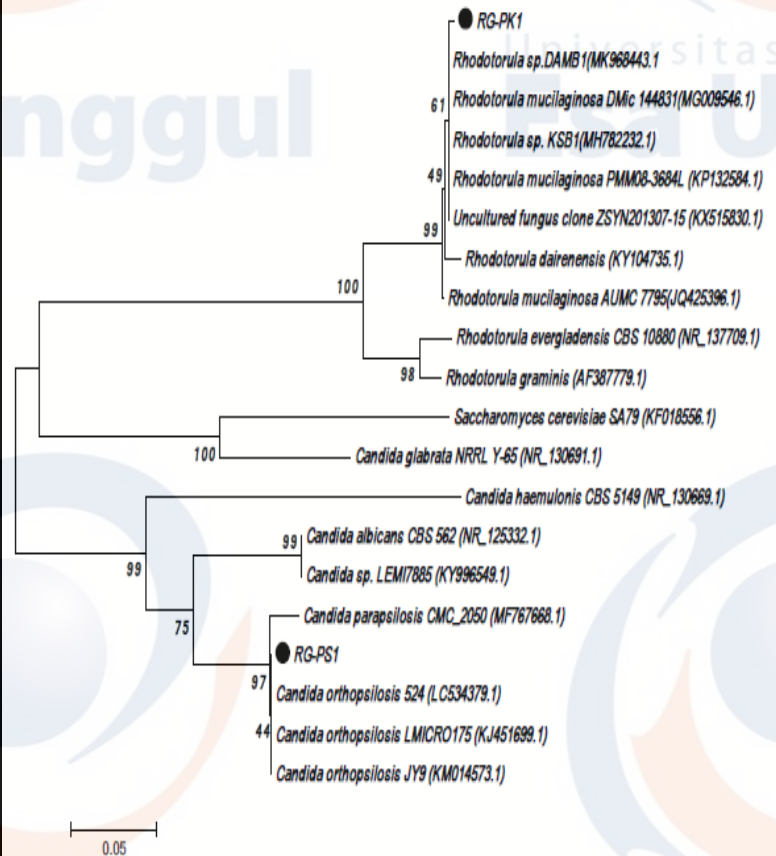 RG-PK1
Universitas
Rhodotorula sp.DAMB1(MK968443.1
nggul
Esa U
61
Rhodotorula mucilaginosa DMic 144831(MG009546.1)
Rhodotorula sp. KSB1(MH782232.1)
49
Rhodotorula mucilaginosa PMM08-3684L (KP132584.1)
Uncultured fungus clone ZSYN201307-15 (KX515830.1)
99
Rhodotorula dairenensis (KY104735.1)
100
Rhodotorula mucilaginosa AUMC 7795(JQ425396.1)
Rhodotorula evergladensis CBS 10880 (NR_137709.1)
98
Rhodotorula graminis (AF387779.1)
Saccharomyces cerevisiae SA79 (KF018556.1)
100
Candida glabrata NRRL Y-65 (NR_130691.1)
Candida haemulonis CBS 5149 (NR_130669.1)
99
Candida albicans CBS 562 (NR_125332.1)
99
Candida sp. LEMI7885 (KY996549.1)
75
Candida parapsilosis CMC_2050 (MF767668.1)
RG-PS1
97
Candida orthopsilosis 524 (LC534379.1)
44
Candida orthopsilosis LMICRO175 (KJ451699.1)
Candida orthopsilosis JY9 (KM014573.1)
0.05